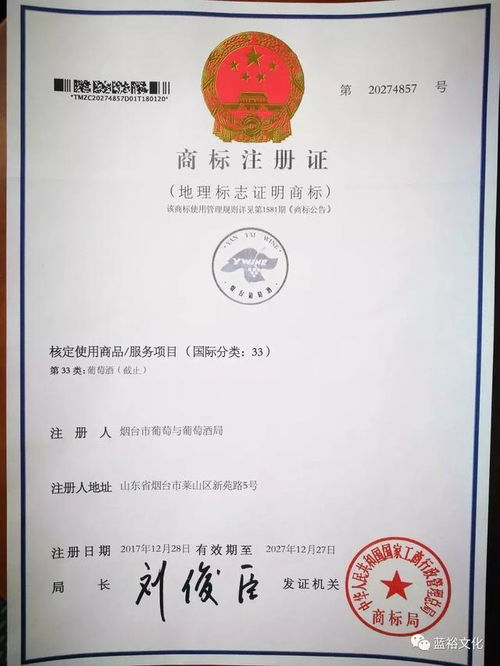 *TMZC20274857D01T180120*
第 20274857 号
商标注册证
(地理标志证明商标)
该商标使用管理规则详见第1581期《商标公告》
YAN TAI WINE
YWINE
烟台葡萄酒
核定使用商品/服务项目（国际分类：33）
第 33 类：葡萄酒（截止）
注 册 人 烟台市葡萄与葡萄酒局
注册人地址 山东省烟台市莱山区新苑路5号
注册日期 2017年12月28日 有效期至 2027年12月27日
局 长 刘俊臣 发证机关
中华人民共和国国家工商行政管理总局
商标局
蓝裕文化